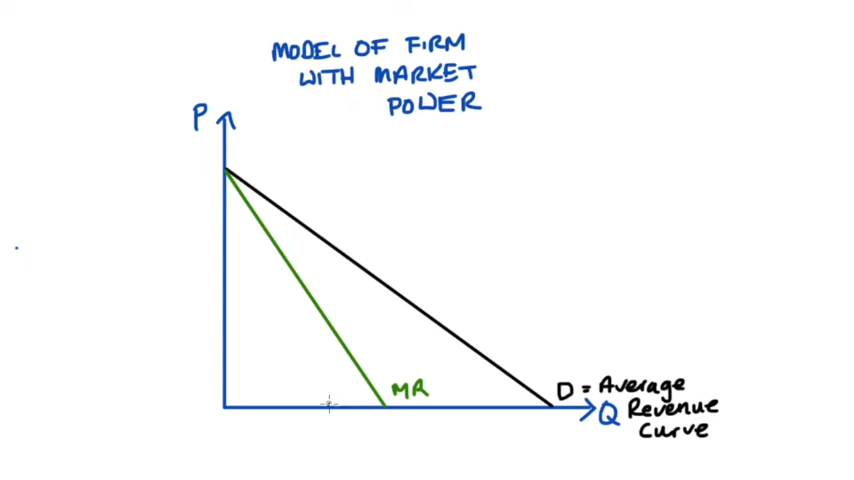 MODEL OF FIRM
WITH MARKET
POWER
P
MR
D = Average
Q Revenue
Curve